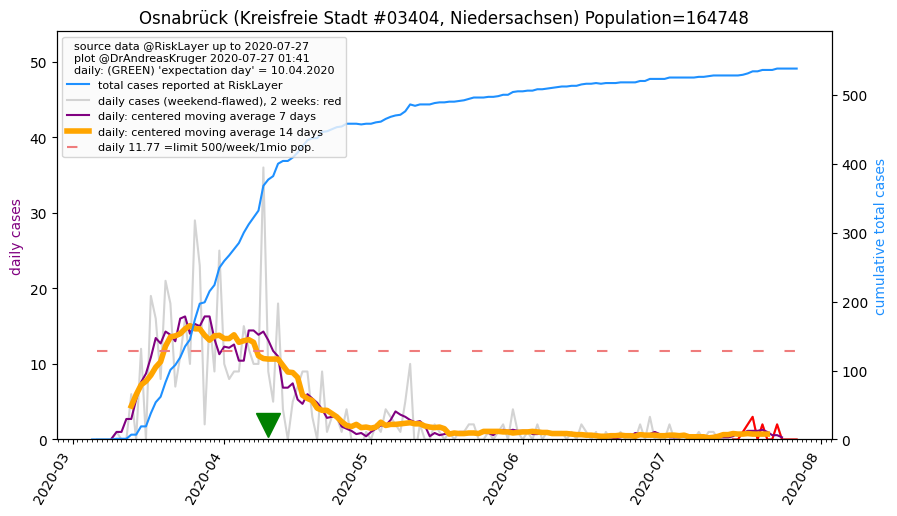 Osnabrück (Kreisfreie Stadt #03404, Niedersachsen) Population=164748
source data @RiskLayer up to 2020-07-27
plot @DrAndreasKruger 2020-07-27 01:41
daily: (GREEN) 'expectation day' = 10.04.2020
total cases reported at RiskLayer
daily cases (weekend-flawed), 2 weeks: red
daily: centered moving average 7 days
daily: centered moving average 14 days
daily 11.77 =limit 500/week/1mio pop.
daily cases
50
40
30
20
10
0
cumulative total cases
500
400
300
200
100
0
2020-03
2020-04
2020-05
2020-06
2020-07
2020-08